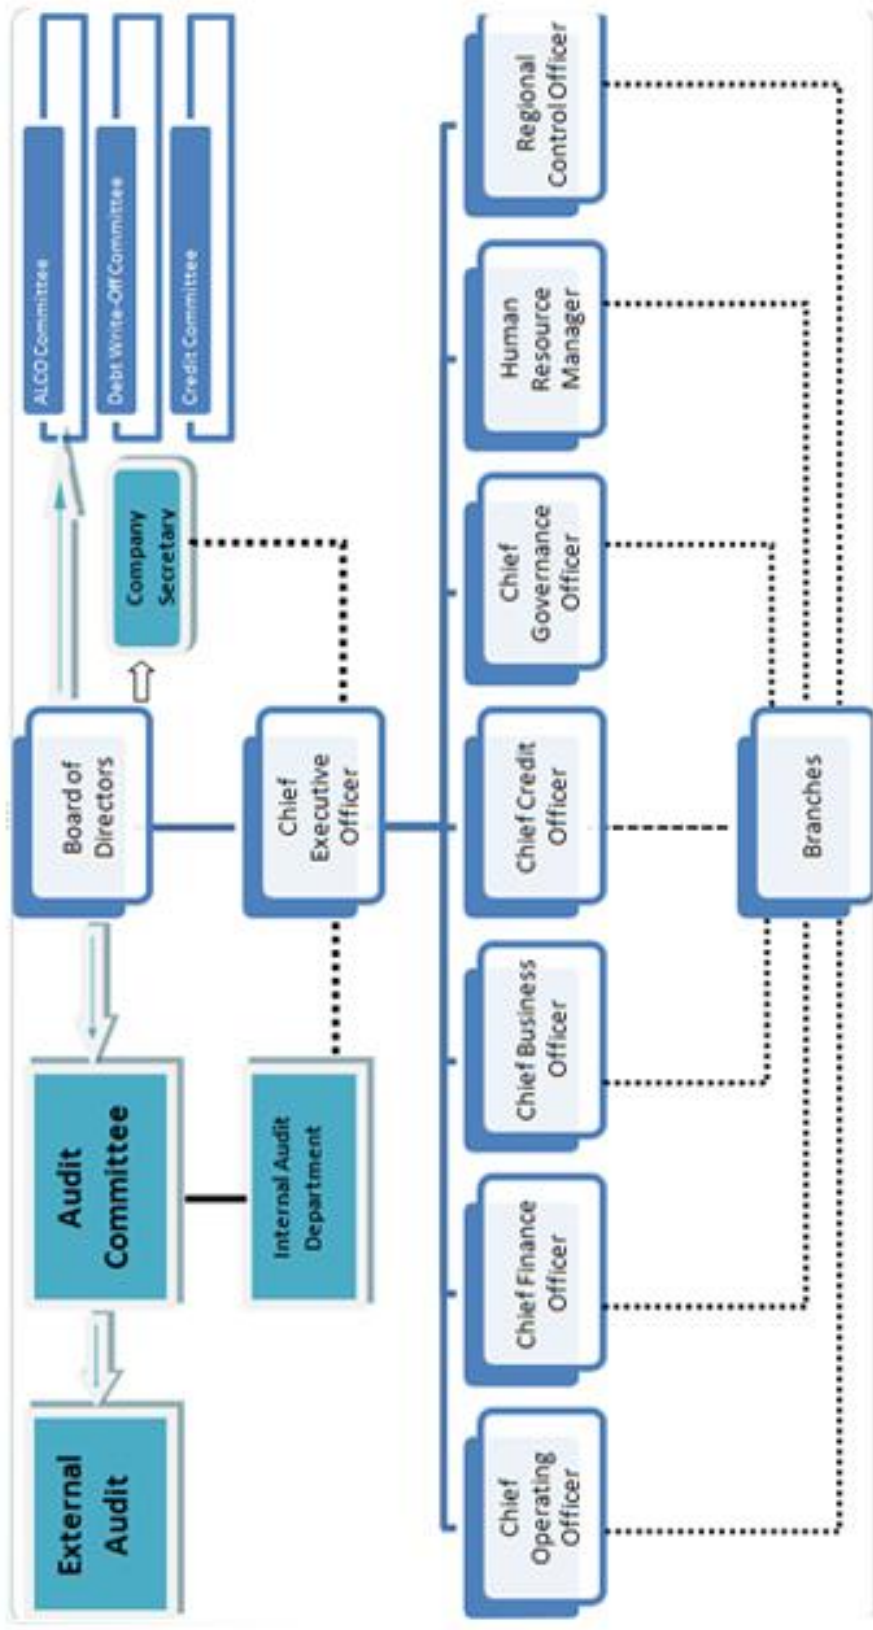 ALCO Committee
Debt Write-Off Committee
Credit Committee
Board of
Directors
Company
Secretary
Audit
Committee
External
Audit
Internal Audit
Department
Chief
Executive
Officer
Chief
Operating
Officer
Chief Finance
Officer
Chief Business
Officer
Chief Credit
Officer
Chief
Governance
Officer
Human
Resource
Manager
Regional
Control Officer
Branches